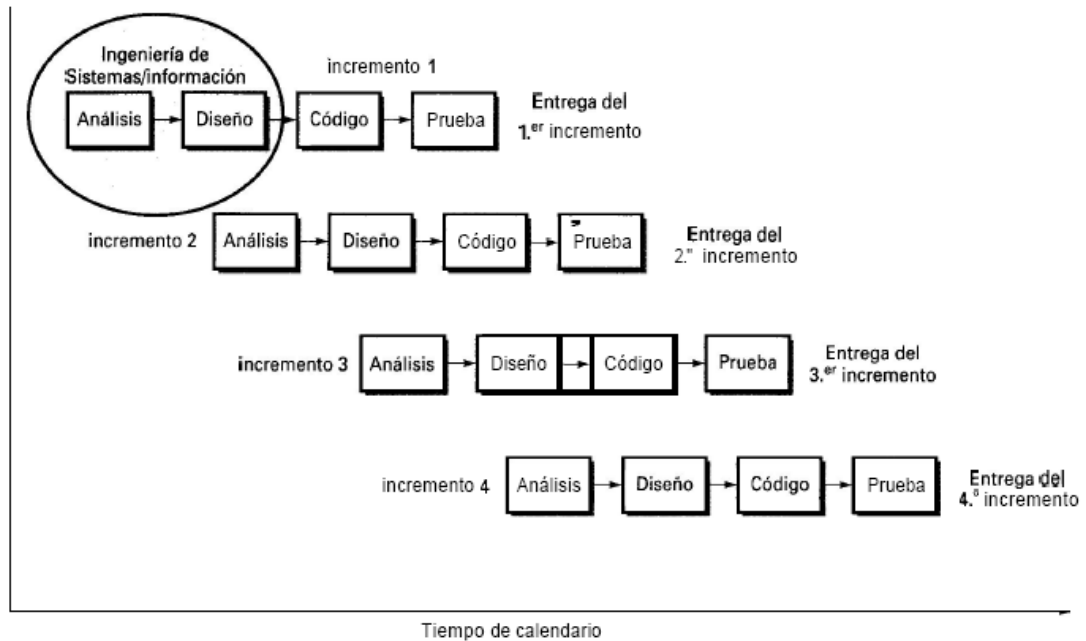 Ingeniería de
Sistemas/información
incremento 1
Análisis
Diseño
Código
Prueba
Entrega del
1.er incremento
incremento 2
Análisis
Diseño
Código
Prueba
Entrega del
2.º incremento
incremento 3
Análisis
Diseño
Código
Prueba
Entrega del
3.er incremento
incremento 4
Análisis
Diseño
Código
Prueba
Entrega del
4.º incremento
Tiempo de calendario